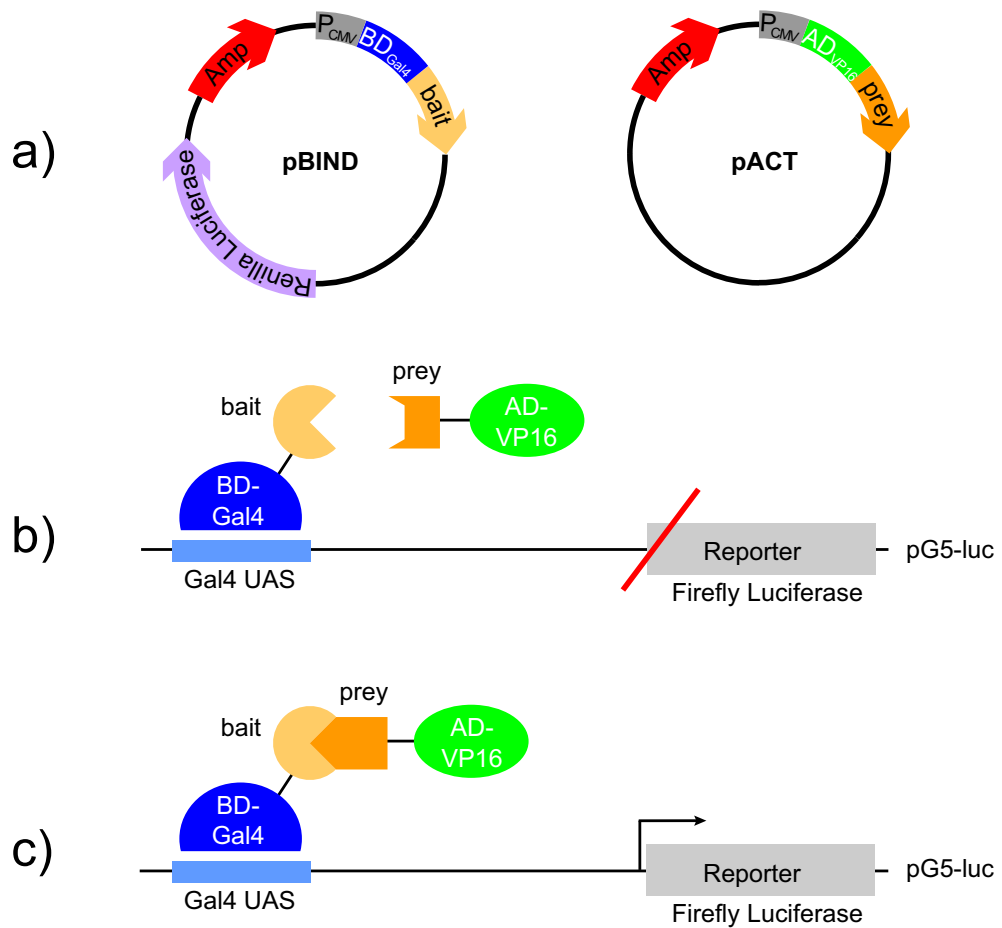 a)
Amp
PCMV
BDGal4
bait
Renilla Luciferase
pBIND
Amp
PCMV
ADVP16
prey
pACT
b)
bait
prey
AD-
VP16
BD-
Gal4
Gal4 UAS
Reporter
Firefly Luciferase
pG5-luc
c)
bait
prey
AD-
VP16
BD-
Gal4
Gal4 UAS
Reporter
Firefly Luciferase
pG5-luc